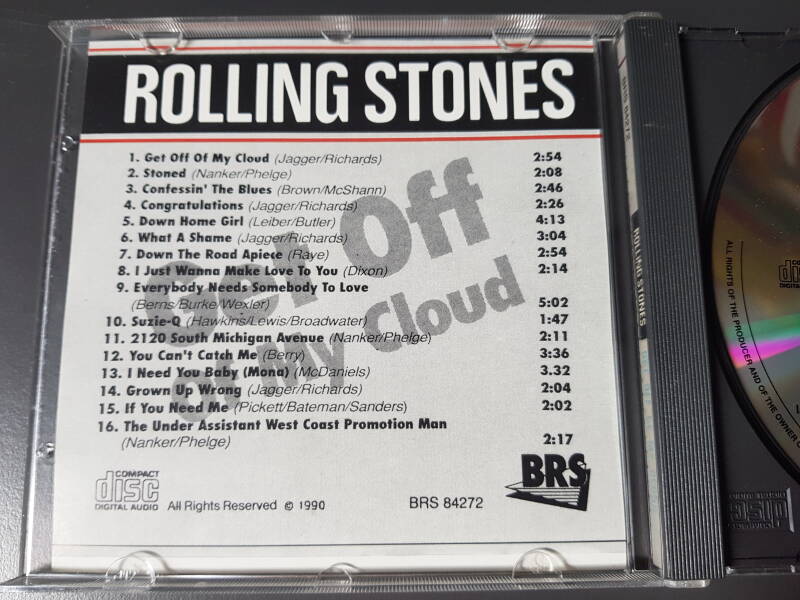 ROLLING STONES
1. Get Off Of My Cloud (Jagger/Richards) 2:54
2. Stoned (Nanker/Phelge) 2:08
3. Confessin' The Blues (Brown/McShann) 2:46
4. Congratulations (Jagger/Richards) 2:26
5. Down Home Girl (Leiber/Butler) 4:13
6. What A Shame (Jagger/Richards) 3:04
7. Down The Road Apiece (Raye) 2:54
8. I Just Wanna Make Love To You (Dixon) 2:14
9. Everybody Needs Somebody To Love
(Berns/Burke/Wexler) 5:02
10. Suzie-Q (Hawkins/Lewis/Broadwater) 1:47
11. 2120 South Michigan Avenue (Nanker/Phelge) 2:11
12. You Can't Catch Me (Berry) 3:36
13. I Need You Baby (Mona) (McDaniels) 3.32
14. Grown Up Wrong (Jagger/Richards) 2:04
15. If You Need Me (Pickett/Bateman/Sanders) 2:02
16. The Under Assistant West Coast Promotion Man
(Nanker/Phelge) 2:17
Get Off
Of My Cloud
COMPACT
disc
DIGITAL AUDIO
All Rights Reserved © 1990
BRS 84272
BRS
BRS 84272
ROLLING STONES
ALL RIGHTS OF THE PRODUCER AND OF THE OWNER